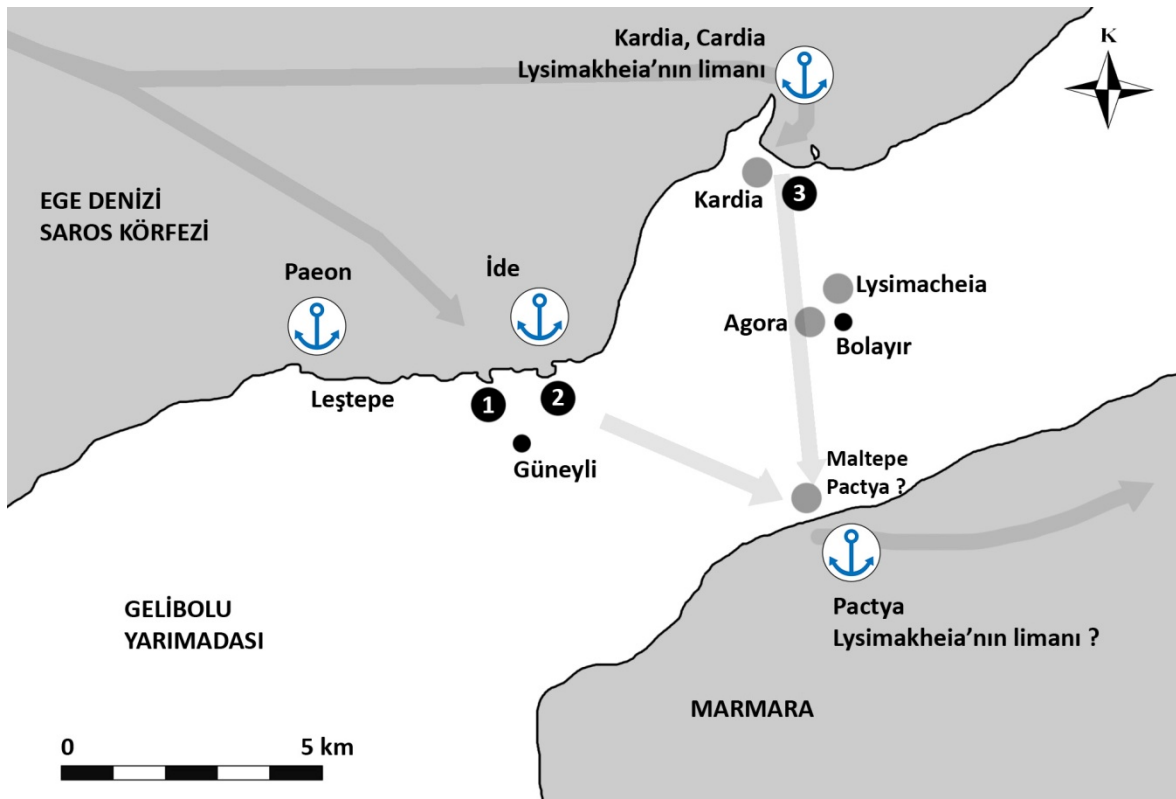 Kardia, Cardia
Lysimakheia’nın limanı
K
EGE DENİZİ
SAROS KÖRFEZİ
Kardia
3
Paeon
İde
Lysimacheia
Agora
Bolayır
Leştepe
1
2
Güneyli
Maltepe
Pactya ?
GELİBOLU
YARIMADASI
Pactya
Lysimakheia’nın limanı ?
MARMARA
0 5 km